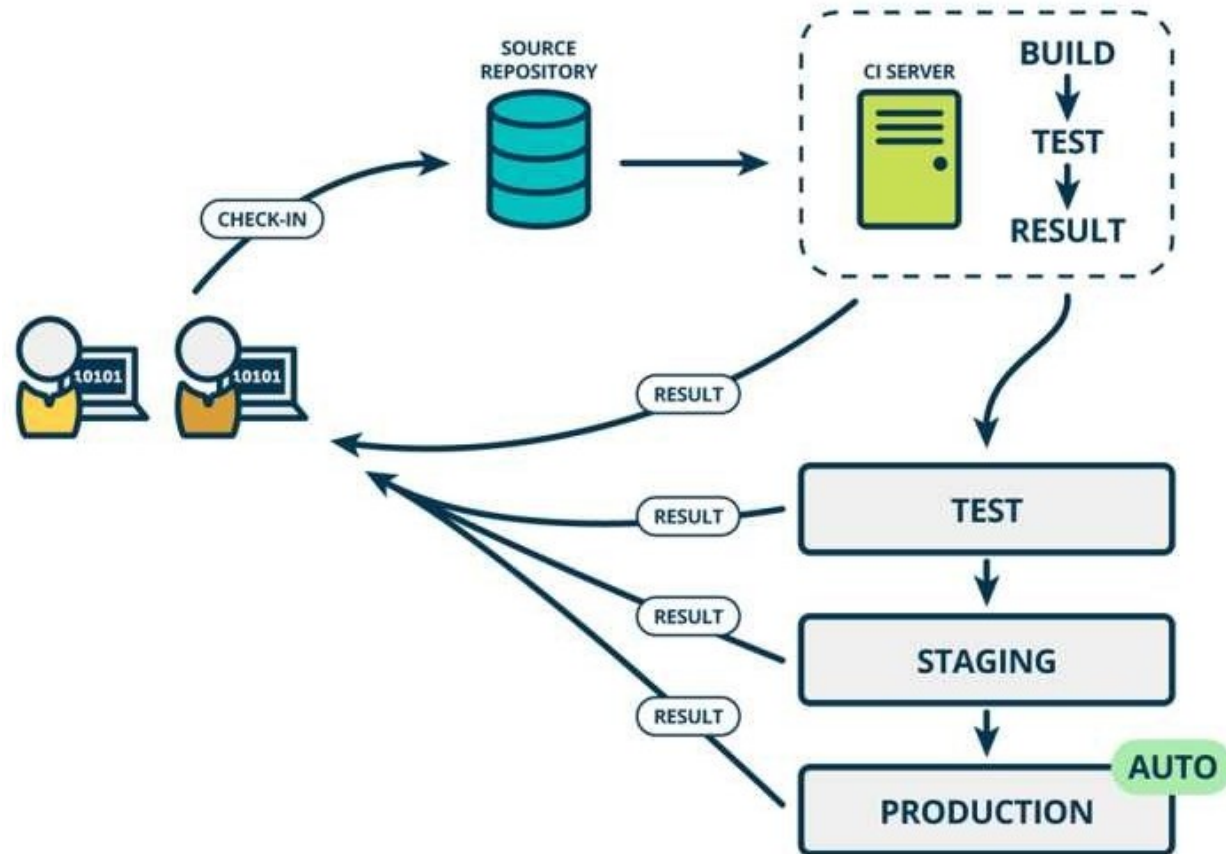 SOURCE
REPOSITORY
CI SERVER
BUILD
TEST
RESULT
CHECK-IN
10101
10101
RESULT
RESULT
TEST
RESULT
STAGING
RESULT
AUTO
PRODUCTION